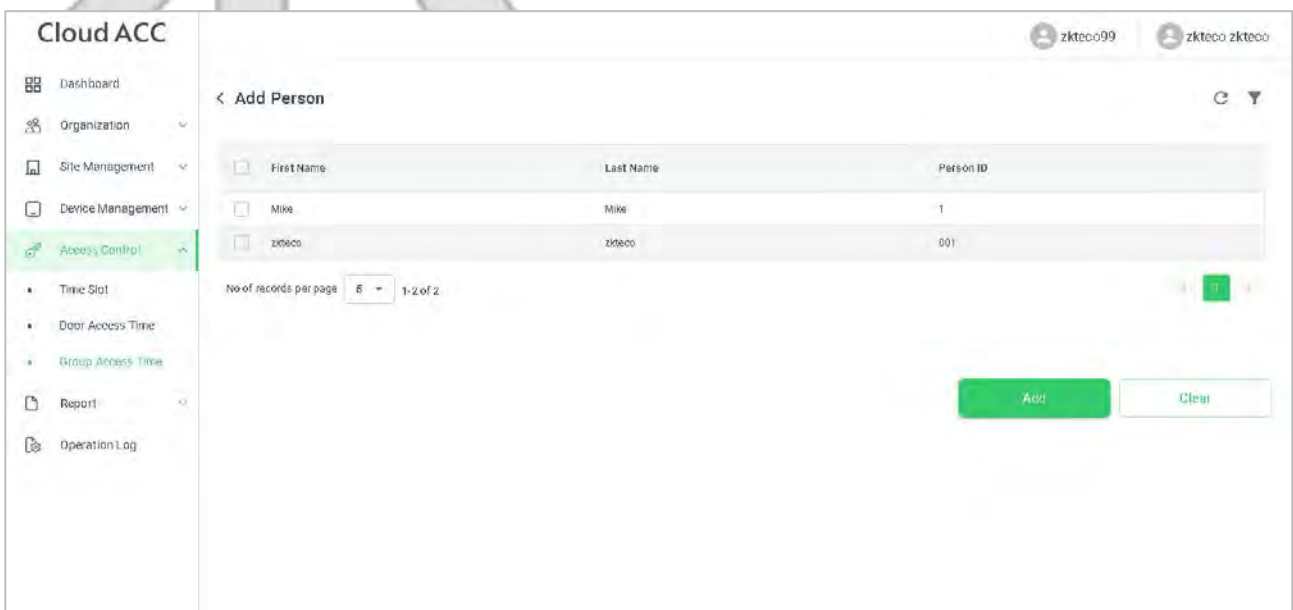 Cloud ACC
zkteco99
zkteco zkteco
Dashboard
Organization
Site Management
Device Management
Access Control
Time Slot
Door Access Time
Group Access Time
Report
Operation Log
Add Person
First Name Last Name Person ID
Mike Mike 1
zkteco zkteco 001
No of records per page 5 1-2 of 2
1
Add
Clear